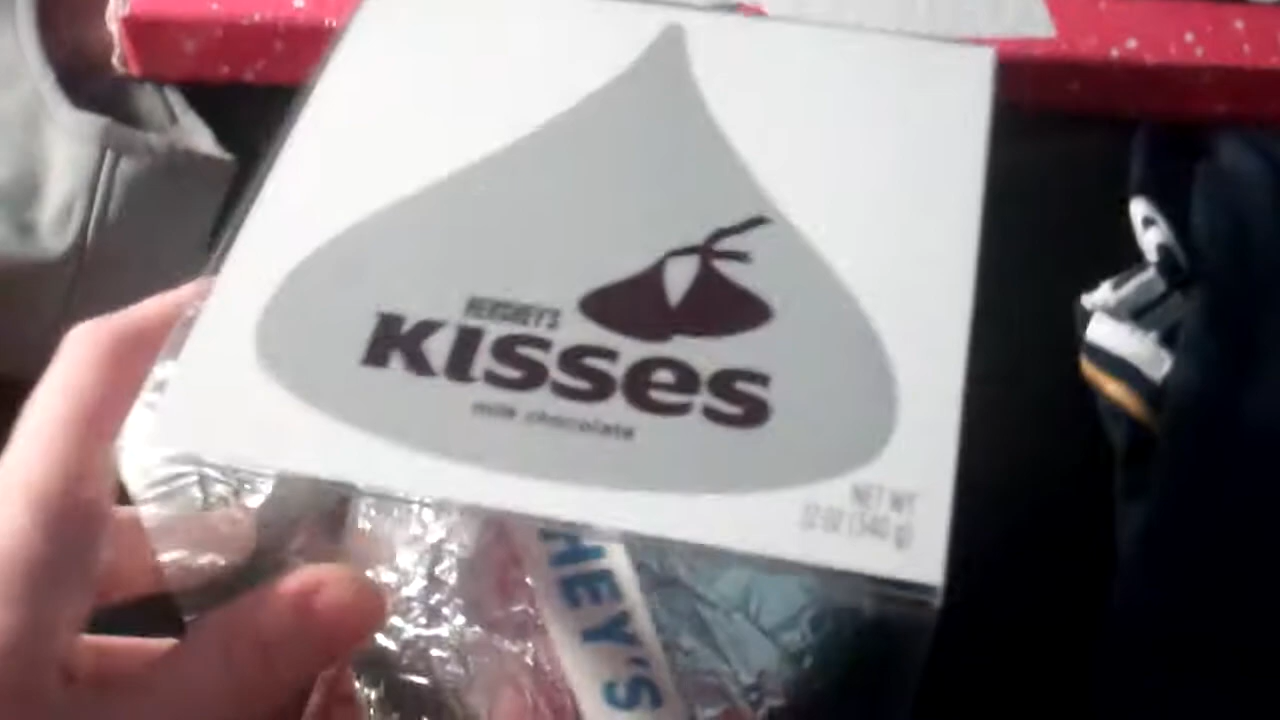 HERSHEY'S
KISSES
milk chocolate
NET WT
12 OZ (340 g)
HEY'S